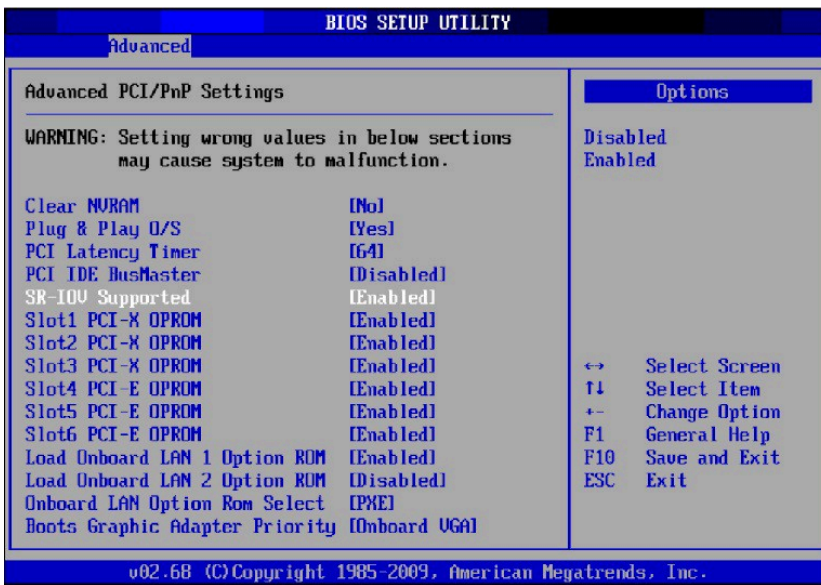 BIOS SETUP UTILITY
Advanced
Advanced PCI/PnP Settings
WARNING: Setting wrong values in below sections
may cause system to malfunction.
Clear NVRAM [No]
Plug & Play O/S [Yes]
PCI Latency Timer [64]
PCI IDE BusMaster [Disabled]
SR-IOV Supported [Enabled]
Slot1 PCI-X OPROM [Enabled]
Slot2 PCI-X OPROM [Enabled]
Slot3 PCI-X OPROM [Enabled]
Slot4 PCI-E OPROM [Enabled]
Slot5 PCI-E OPROM [Enabled]
Slot6 PCI-E OPROM [Enabled]
Load Onboard LAN 1 Option ROM [Enabled]
Load Onboard LAN 2 Option ROM [Disabled]
Onboard LAN Option Rom Select [PXE]
Boots Graphic Adapter Priority [Onboard VGA]
Options
Disabled
Enabled
↔ Select Screen
↑↓ Select Item
+- Change Option
F1 General Help
F10 Save and Exit
ESC Exit
v02.68 (C)Copyright 1985-2009, American Megatrends, Inc.